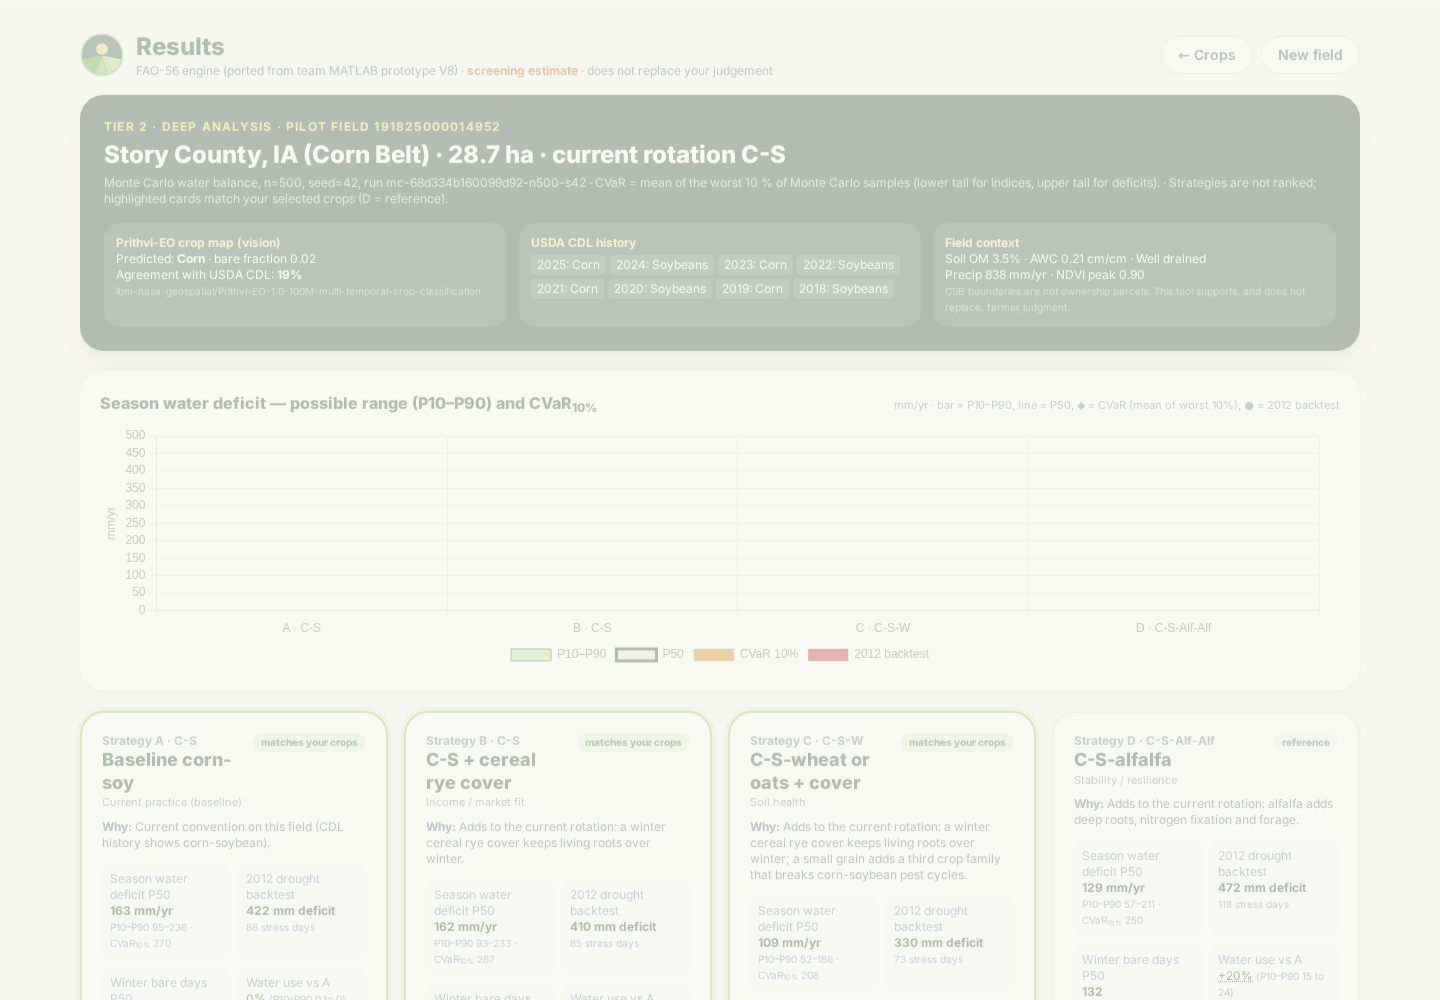 Results
FAO-56 engine (ported from team MATLAB prototype V8) · screening estimate · does not replace your judgement
← Crops
New field
TIER 2 · DEEP ANALYSIS · PILOT FIELD 191825000014952
Story County, IA (Corn Belt) · 28.7 ha · current rotation C-S
Monte Carlo water balance, n=500, seed=42, run mc-68d334b160099d92-n500-s42 · CVaR = mean of the worst 10 % of Monte Carlo samples (lower tail for indices, upper tail for deficits). · Strategies are not ranked;
highlighted cards match your selected crops (D = reference).
Prithvi-EO crop map (vision)
Predicted: Corn · bare fraction 0.02
Agreement with USDA CDL: 19%
ibm-nasa-geospatial/Prithvi-EO-1.0-100M-multi-temporal-crop-classification
USDA CDL history
2025: Corn 2024: Soybeans 2023: Corn 2022: Soybeans
2021: Corn 2020: Soybeans 2019: Corn 2018: Soybeans
Field context
Soil OM 3.5% · AWC 0.21 cm/cm · Well drained
Precip 838 mm/yr · NDVI peak 0.90
CSB boundaries are not ownership parcels. This tool supports, and does not
replace, farmer judgment.
Season water deficit — possible range (P10–P90) and CVaR10%
mm/yr · bar = P10–P90, line = P50, ◆ = CVaR (mean of worst 10%), ● = 2012 backtest
mm/yr
500
450
400
350
300
250
200
150
100
50
0
A · C-S
B · C-S
C · C-S-W
D · C-S-Alf-Alf
P10–P90
P50
CVaR 10%
2012 backtest
Strategy A · C-S
matches your crops
Baseline corn-
soy
Current practice (baseline)
Why: Current convention on this field (CDL
history shows corn-soybean).
Season water
deficit P50
163 mm/yr
P10–P90 95–236 ·
CVaR10% 270
2012 drought
backtest
422 mm deficit
86 stress days
Winter bare days
P50
Water use vs A
0% (P10–P90 0 to 0)
Strategy B · C-S
matches your crops
C-S + cereal
rye cover
Income / market fit
Why: Adds to the current rotation: a winter
cereal rye cover keeps living roots over
winter.
Season water
deficit P50
162 mm/yr
P10–P90 93–233 ·
CVaR10% 267
2012 drought
backtest
410 mm deficit
85 stress days
Winter bare days
Water use vs A
Strategy C · C-S-W
matches your crops
C-S-wheat or
oats + cover
Soil health
Why: Adds to the current rotation: a winter
cereal rye cover keeps living roots over
winter; a small grain adds a third crop family
that breaks corn-soybean pest cycles.
Season water
deficit P50
109 mm/yr
P10–P90 52–186 ·
CVaR10% 208
2012 drought
backtest
330 mm deficit
73 stress days
Winter bare days
Water use vs A
Strategy D · C-S-Alf-Alf
reference
C-S-alfalfa
Stability / resilience
Why: Adds to the current rotation: alfalfa adds
deep roots, nitrogen fixation and forage.
Season water
deficit P50
129 mm/yr
P10–P90 57–211 ·
CVaR10% 250
2012 drought
backtest
472 mm deficit
118 stress days
Winter bare days
P50
132
Water use vs A
+20% (P10–P90 15 to
24)